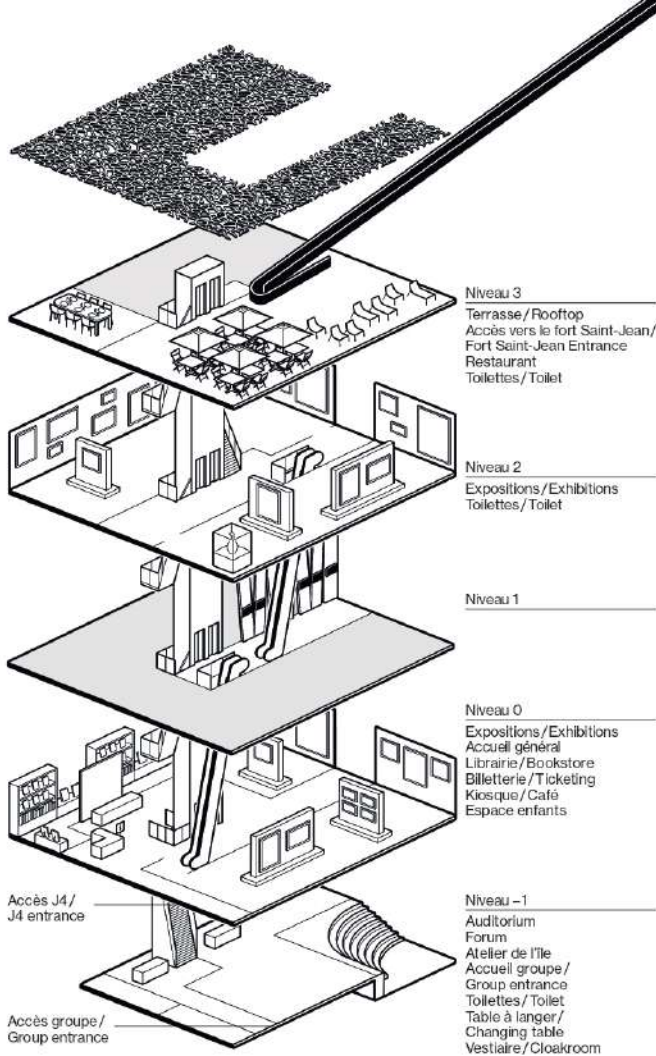 Niveau 3
Terrasse/Rooftop
Accès vers le fort Saint-Jean/
Fort Saint-Jean Entrance
Restaurant
Toilettes/Toilet
Niveau 2
Expositions/Exhibitions
Toilettes/Toilet
Niveau 1
Niveau 0
Expositions/Exhibitions
Accueil général
Librairie/Bookstore
Billetterie/Ticketing
Kiosque/Café
Espace enfants
Accès J4/
J4 entrance
Niveau –1
Auditorium
Forum
Atelier de l'île
Accueil groupe/
Group entrance
Toilettes/Toilet
Table à langer/
Changing table
Vestiaire/Cloakroom
Accès groupe/
Group entrance